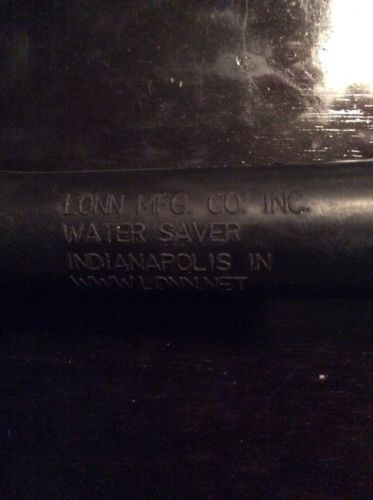 LONN MFG. CO. INC.
WATER SAVER
INDIANAPOLIS IN
WWW.LONN.NET